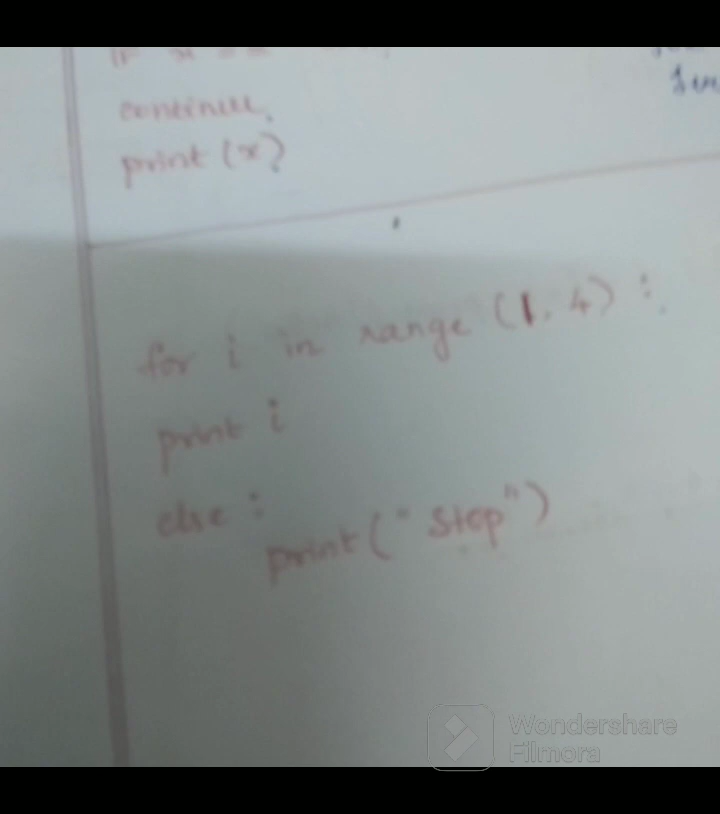 continue,
print (x)
for i in range (1, 4) :
print i
else :
print ("Stop")
Wondershare
Filmora